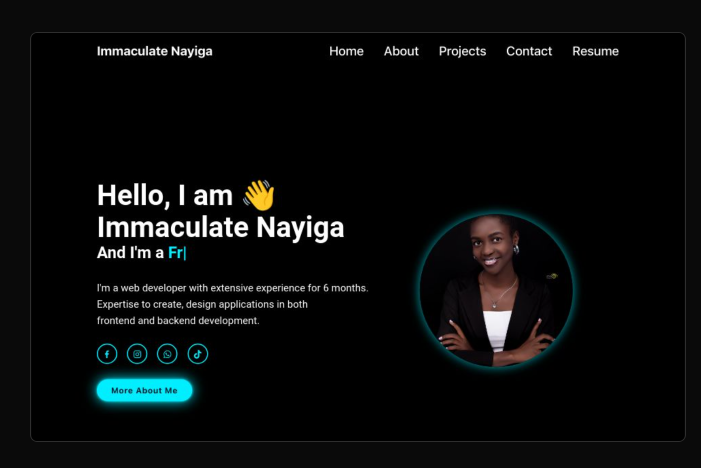 Immaculate Nayiga
Home About Projects Contact Resume
Hello, I am 👋
Immaculate Nayiga
And I'm a Fr|
I'm a web developer with extensive experience for 6 months.
Expertise to create, design applications in both
frontend and backend development.
More About Me